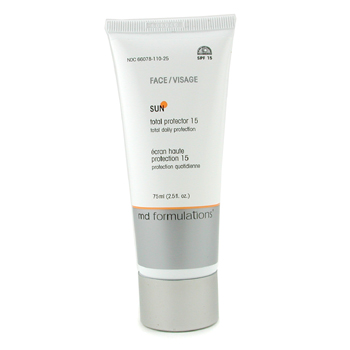 NDC 66078-110-25
SPF 15
FACE/VISAGE
SUN
total protector 15
total daily protection
écran haute
protection 15
protection quotidienne
75ml (2.5fl. oz.)
md formulations